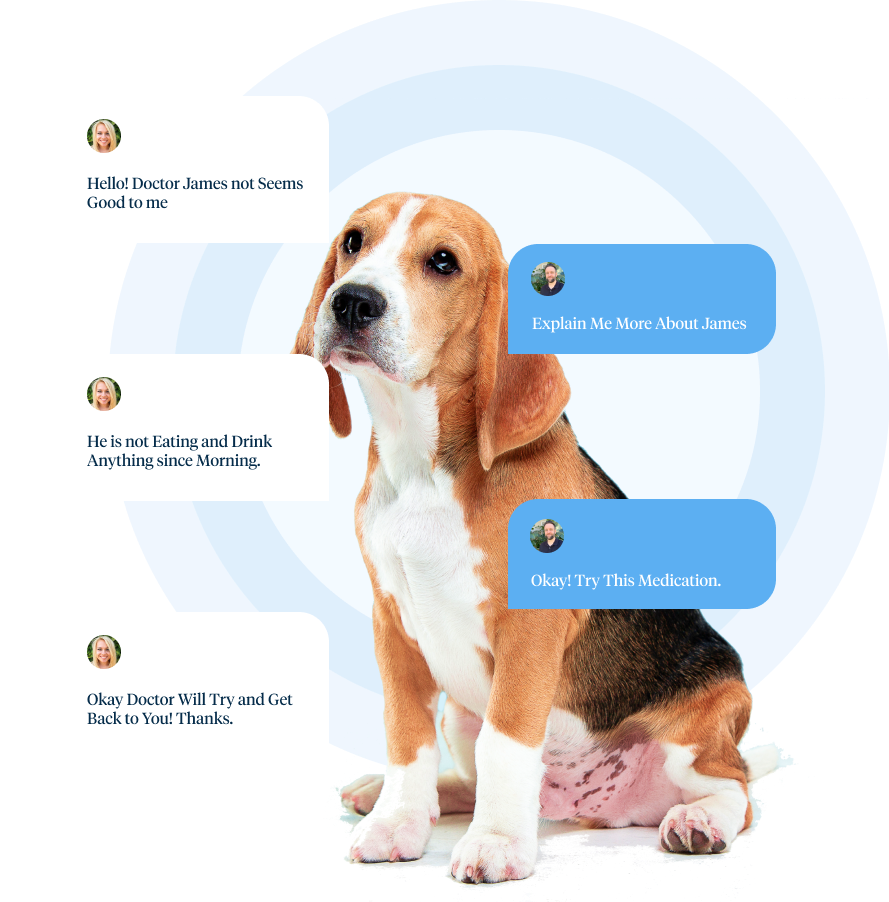 Hello! Doctor James not Seems
Good to me
Explain Me More About James
He is not Eating and Drink
Anything since Morning.
Okay! Try This Medication.
Okay Doctor Will Try and Get
Back to You! Thanks.